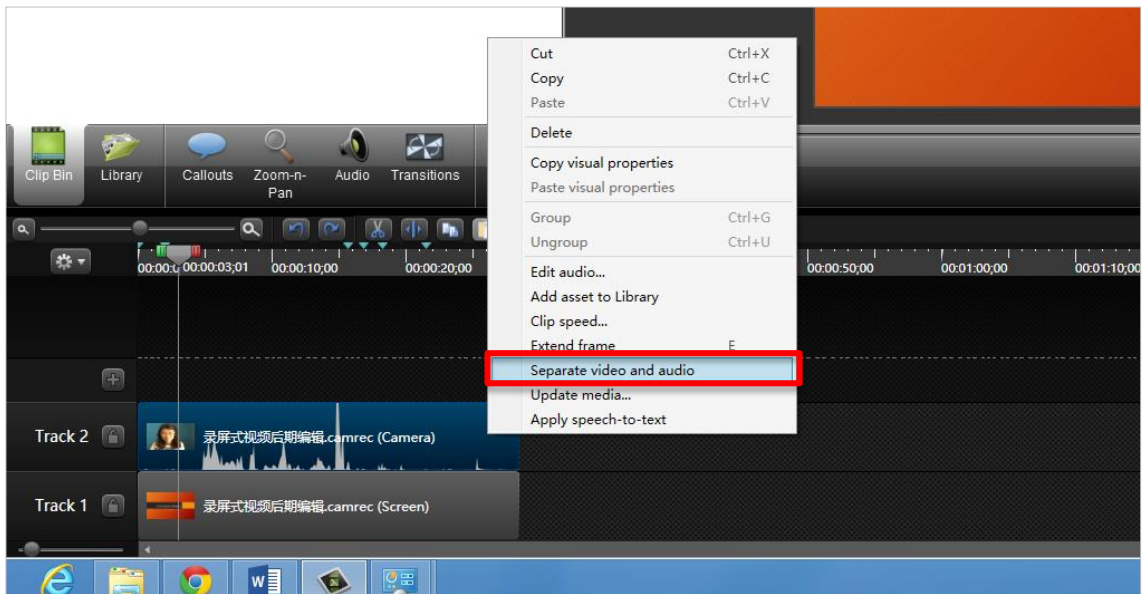 Cut Ctrl+X
Copy Ctrl+C
Paste Ctrl+V
Delete
Copy visual properties
Paste visual properties
Group Ctrl+G
Ungroup Ctrl+U
Edit audio...
Add asset to Library
Clip speed...
Extend frame E
Separate video and audio
Update media...
Apply speech-to-text
Clip Bin Library Callouts Zoom-n-Pan Audio Transitions
00:00:03;01 00:00:10;00 00:00:20;00 00:00:50;00 00:01:00;00 00:01:10;00
Track 2 录屏式视频后期编辑.camrec (Camera)
Track 1 录屏式视频后期编辑.camrec (Screen)